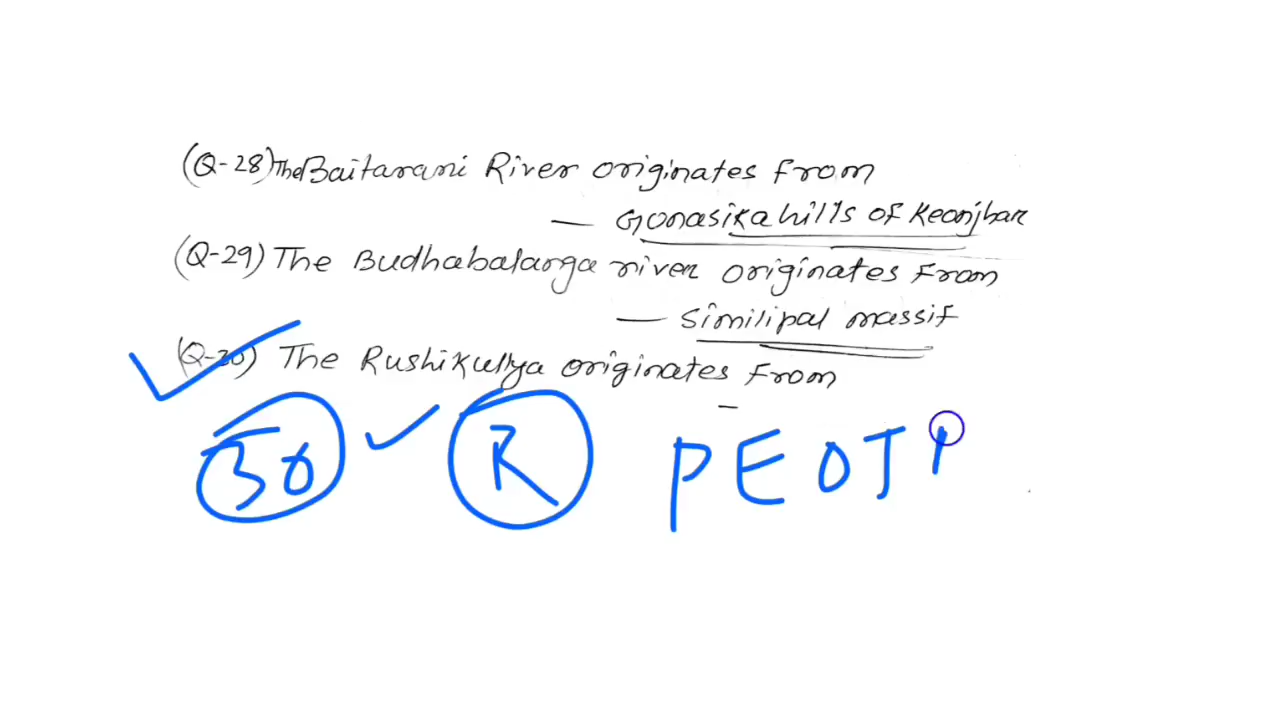 (Q-28) The Baitarani River originates from
— Gonasika hills of Keonjhar
(Q-29) The Budhabalanga river originates from
— Similipal massif
(Q-30) The Rushikullya originates from
—
30 R PEOT